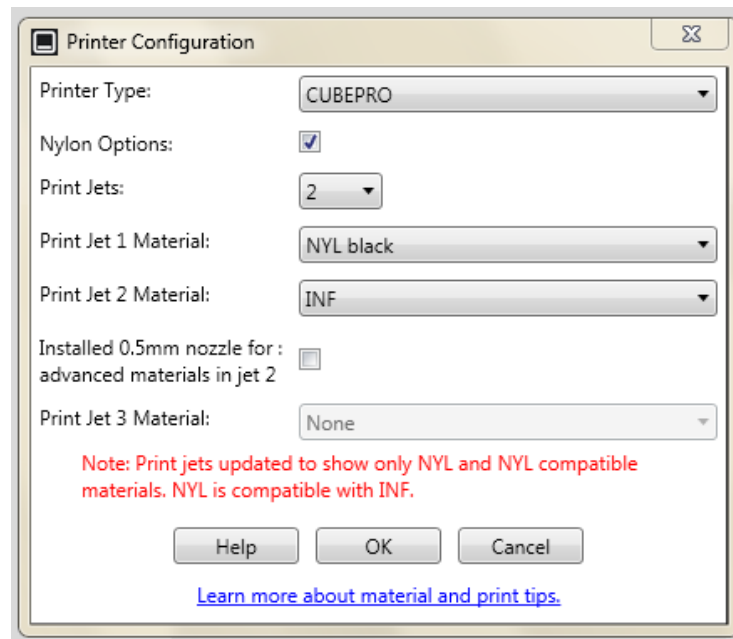 Printer Configuration
Printer Type:
CUBEPRO
Nylon Options:
Print Jets:
2
Print Jet 1 Material:
NYL black
Print Jet 2 Material:
INF
Installed 0.5mm nozzle for :
advanced materials in jet 2
Print Jet 3 Material:
None
Note: Print jets updated to show only NYL and NYL compatible
materials. NYL is compatible with INF.
Help
OK
Cancel
Learn more about material and print tips.